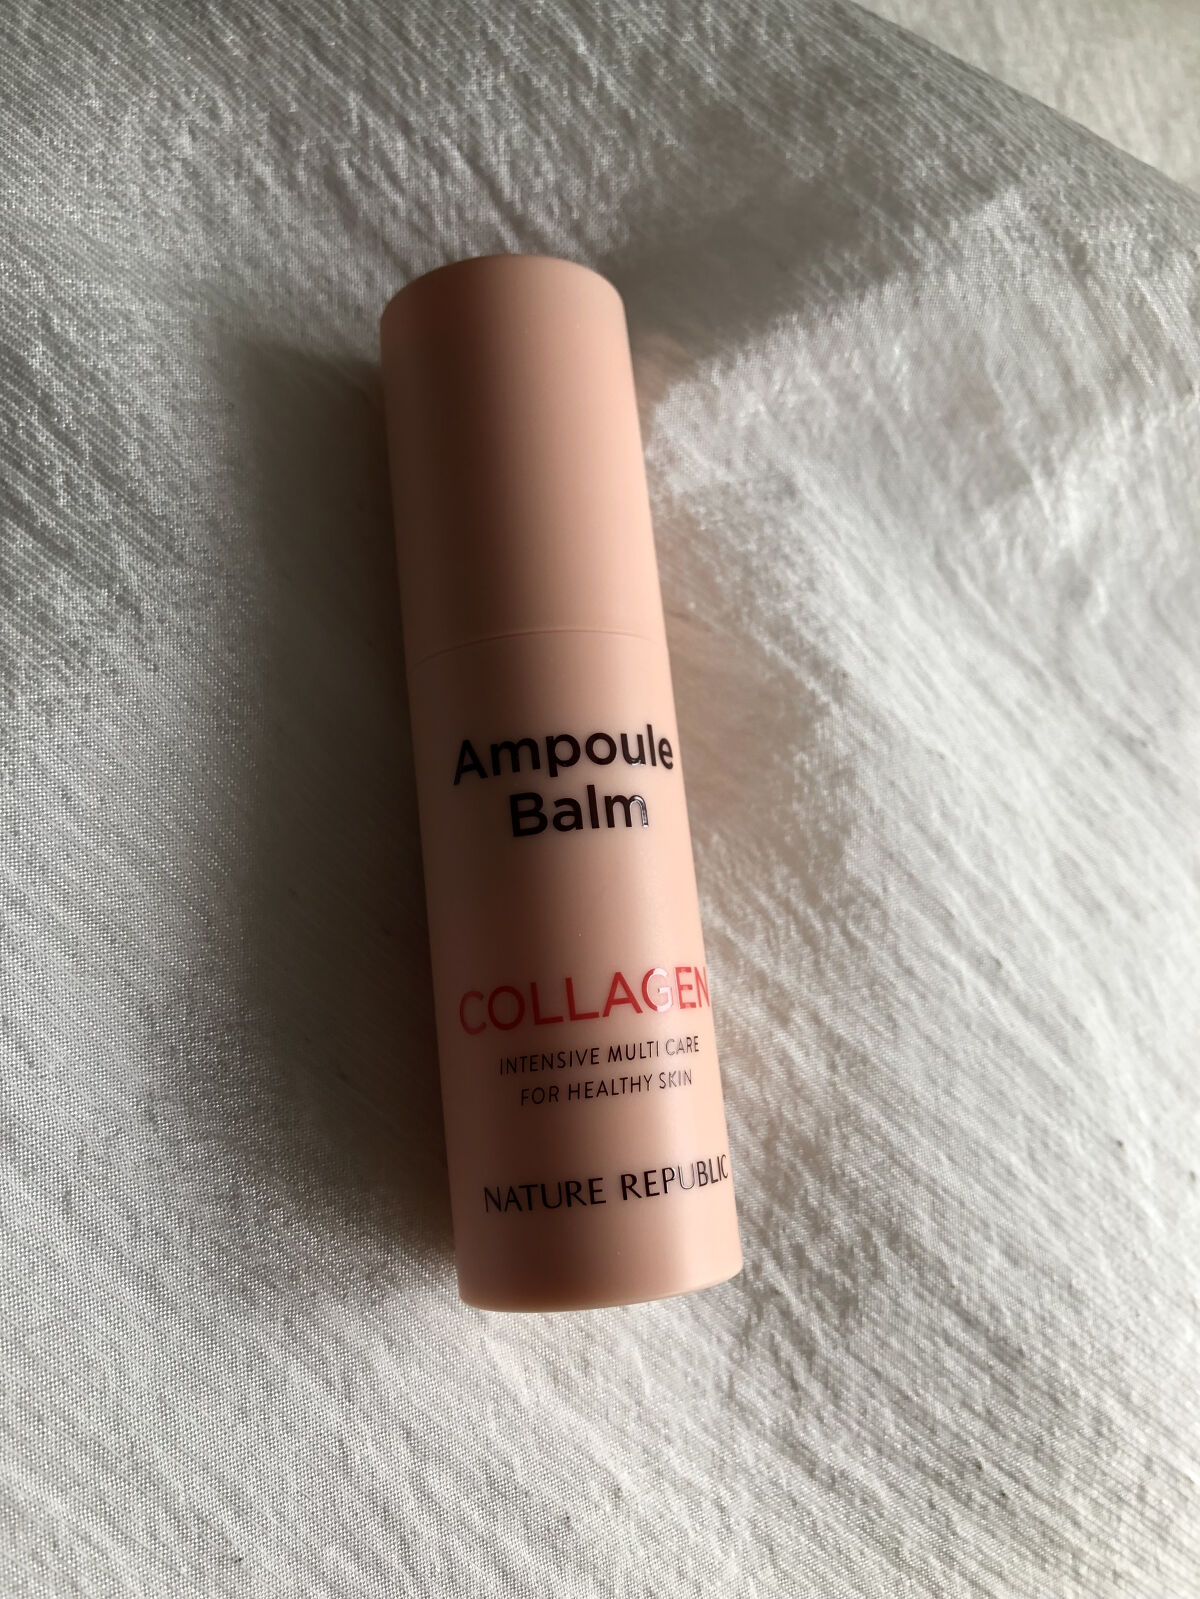 Ampoule
Balm
COLLAGEN
INTENSIVE MULTI CARE
FOR HEALTHY SKIN
NATURE REPUBLIC